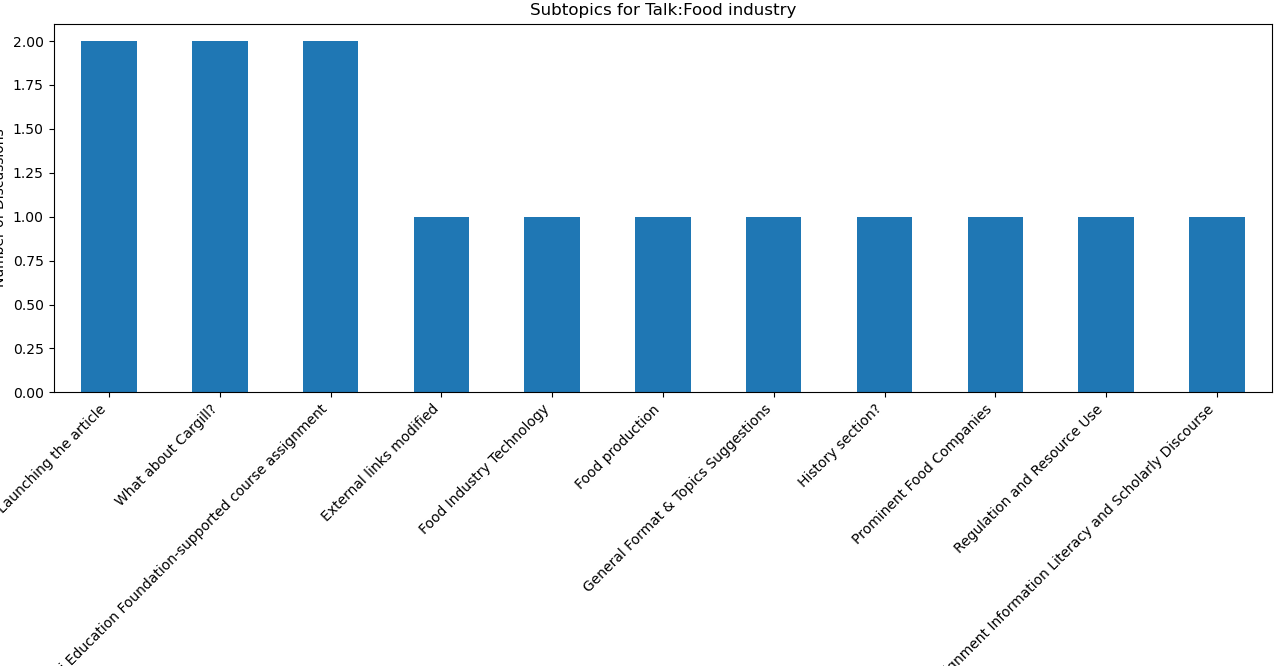 Subtopics for Talk:Food industry
Number of Discussions
2.00
1.75
1.50
1.25
1.00
0.75
0.50
0.25
0.00
Launching the article
What about Cargill?
Education Foundation-supported course assignment
External links modified
Food Industry Technology
Food production
General Format & Topics Suggestions
History section?
Prominent Food Companies
Regulation and Resource Use
Information Literacy and Scholarly Discourse